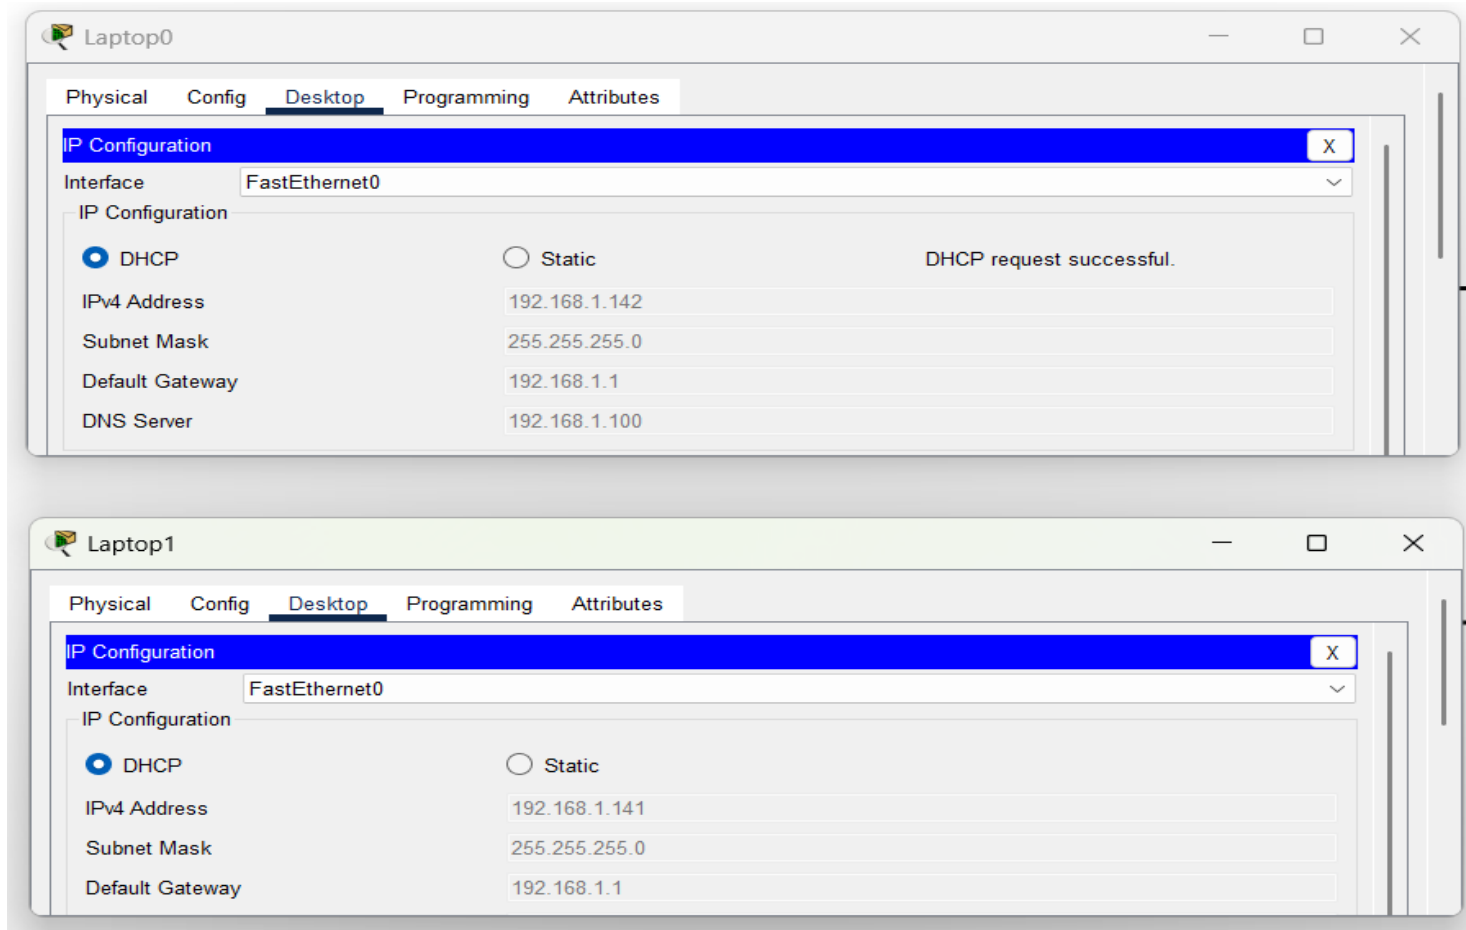 Laptop0
Physical Config Desktop Programming Attributes
IP Configuration X
Interface FastEthernet0
IP Configuration
DHCP Static DHCP request successful.
IPv4 Address 192.168.1.142
Subnet Mask 255.255.255.0
Default Gateway 192.168.1.1
DNS Server 192.168.1.100
Laptop1
Physical Config Desktop Programming Attributes
IP Configuration X
Interface FastEthernet0
IP Configuration
DHCP Static
IPv4 Address 192.168.1.141
Subnet Mask 255.255.255.0
Default Gateway 192.168.1.1